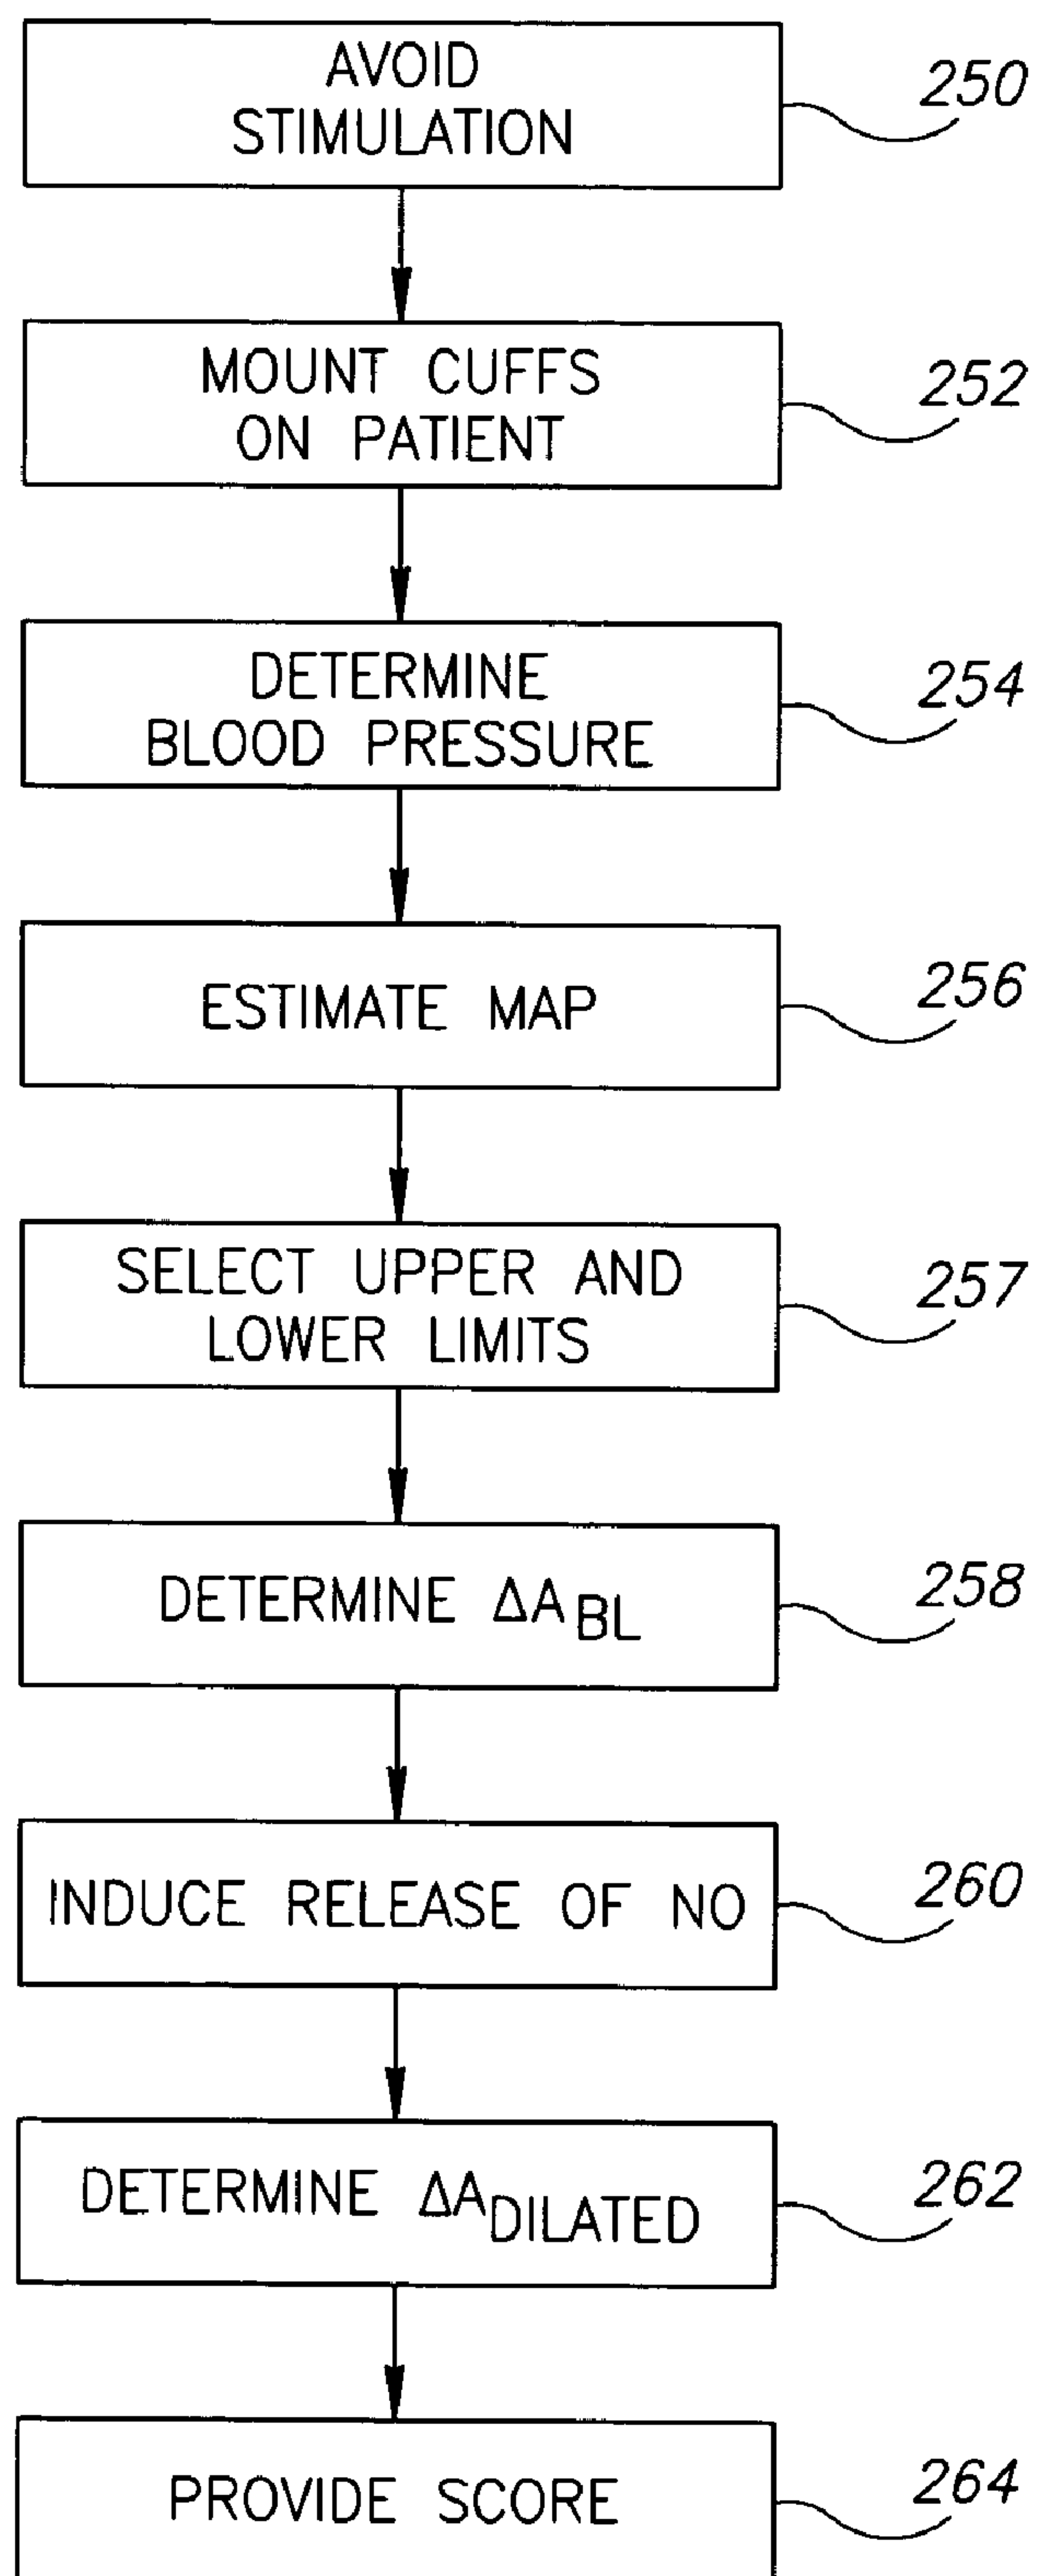 AVOID
STIMULATION
250
MOUNT CUFFS
ON PATIENT
252
DETERMINE
BLOOD PRESSURE
254
ESTIMATE MAP
256
SELECT UPPER AND
LOWER LIMITS
257
DETERMINE ΔA BL
258
INDUCE RELEASE OF NO
260
DETERMINE ΔA DILATED
262
PROVIDE SCORE
264